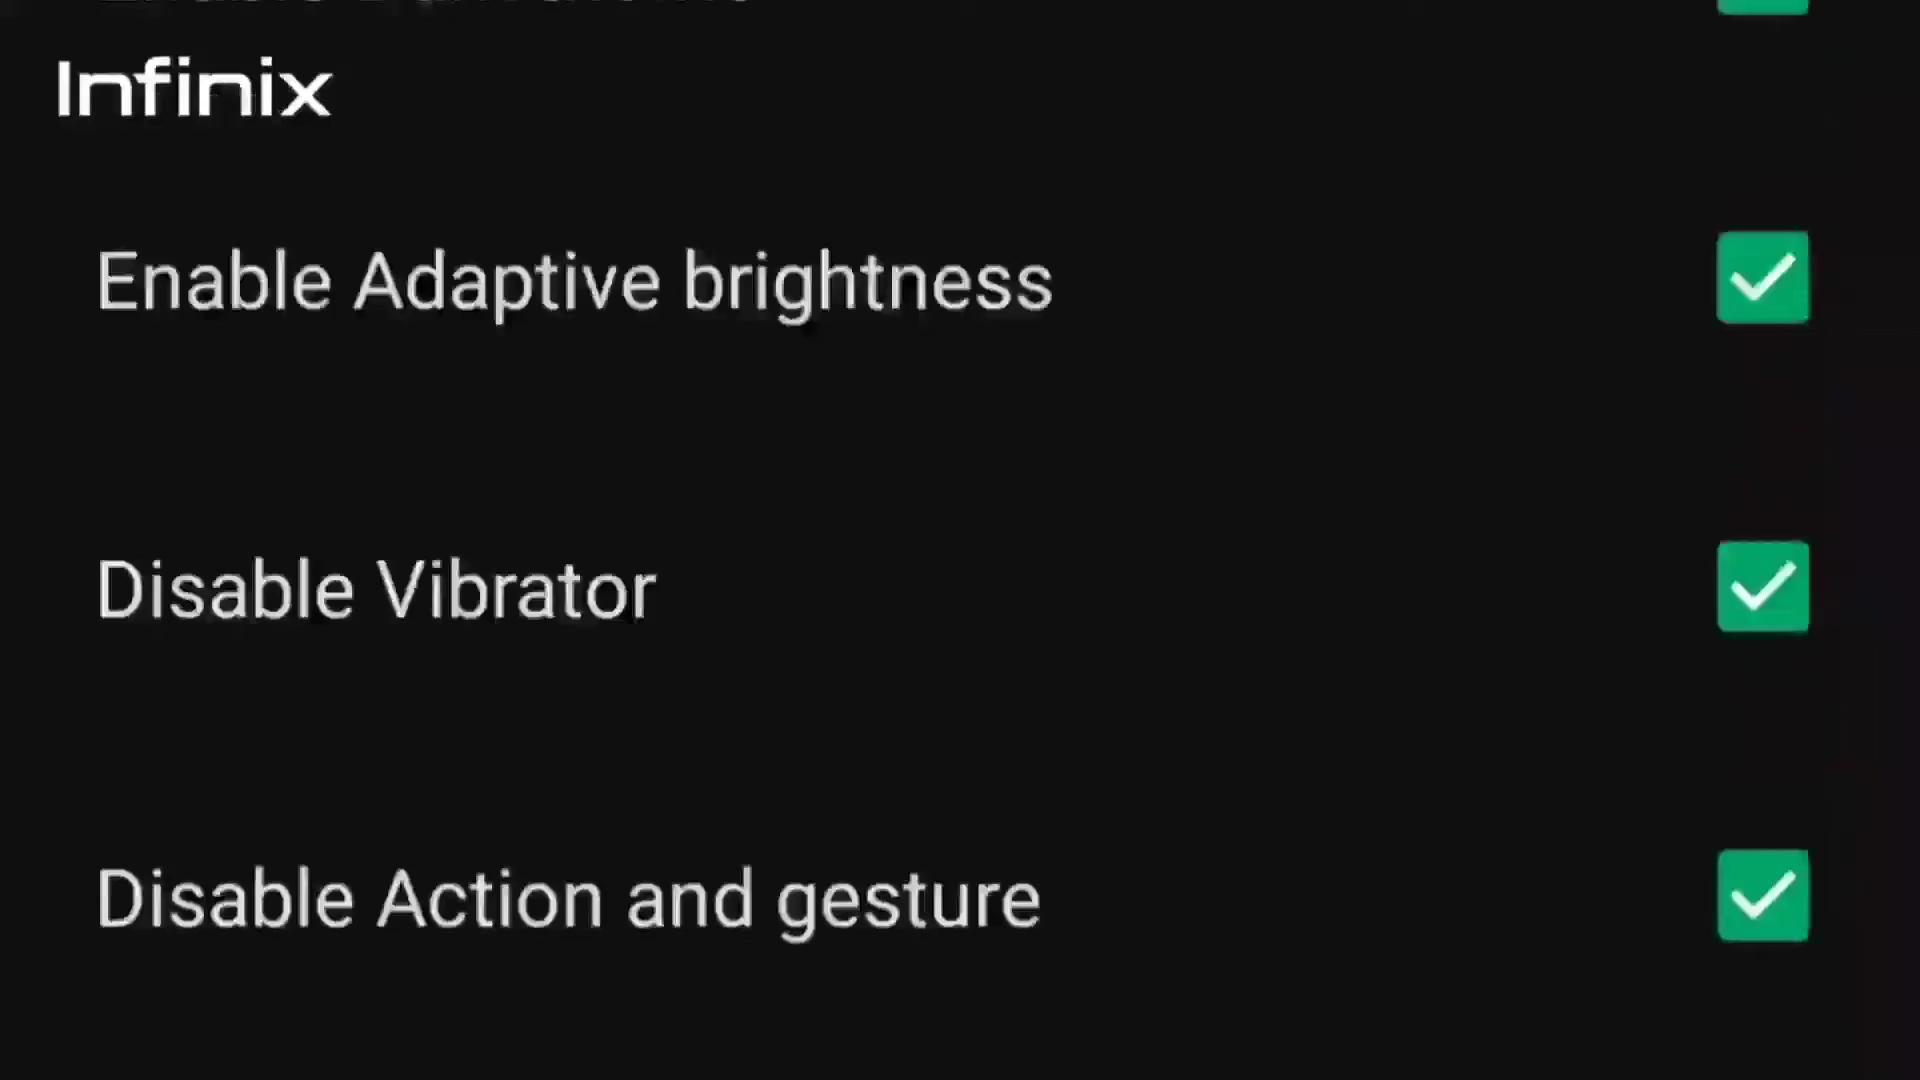 Infinix
Enable Adaptive brightness
Disable Vibrator
Disable Action and gesture